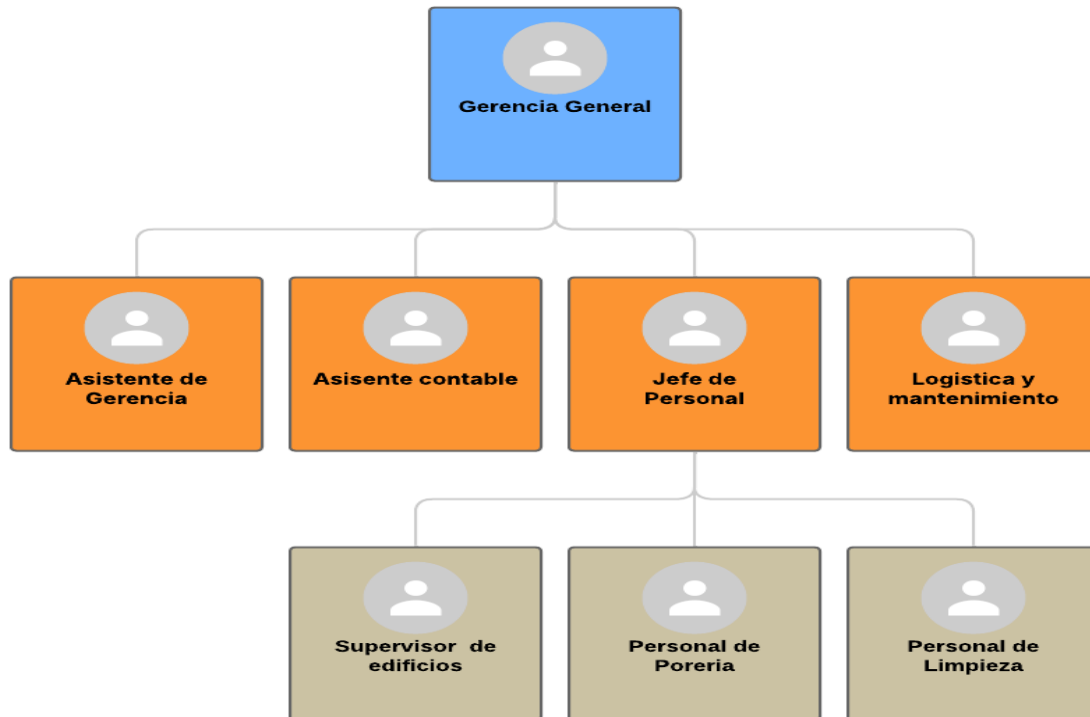 Gerencia General
Asistente de
Gerencia
Asisente contable
Jefe de
Personal
Logistica y
mantenimiento
Supervisor  de
edificios
Personal de
Poreria
Personal de
Limpieza